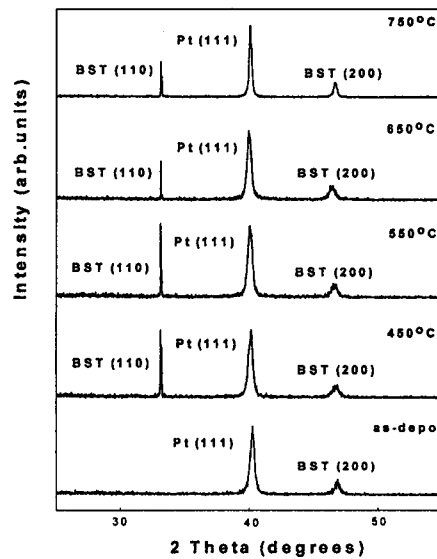 750°C
Pt (111)
BST (110)
BST (200)
650°C
Pt (111)
BST (110)
BST (200)
550°C
Pt (111)
BST (110)
BST (200)
450°C
Pt (111)
BST (110)
BST (200)
as-depo
Pt (111)
BST (200)
30
40
50
2 Theta (degrees)
Intensity (arb.units)